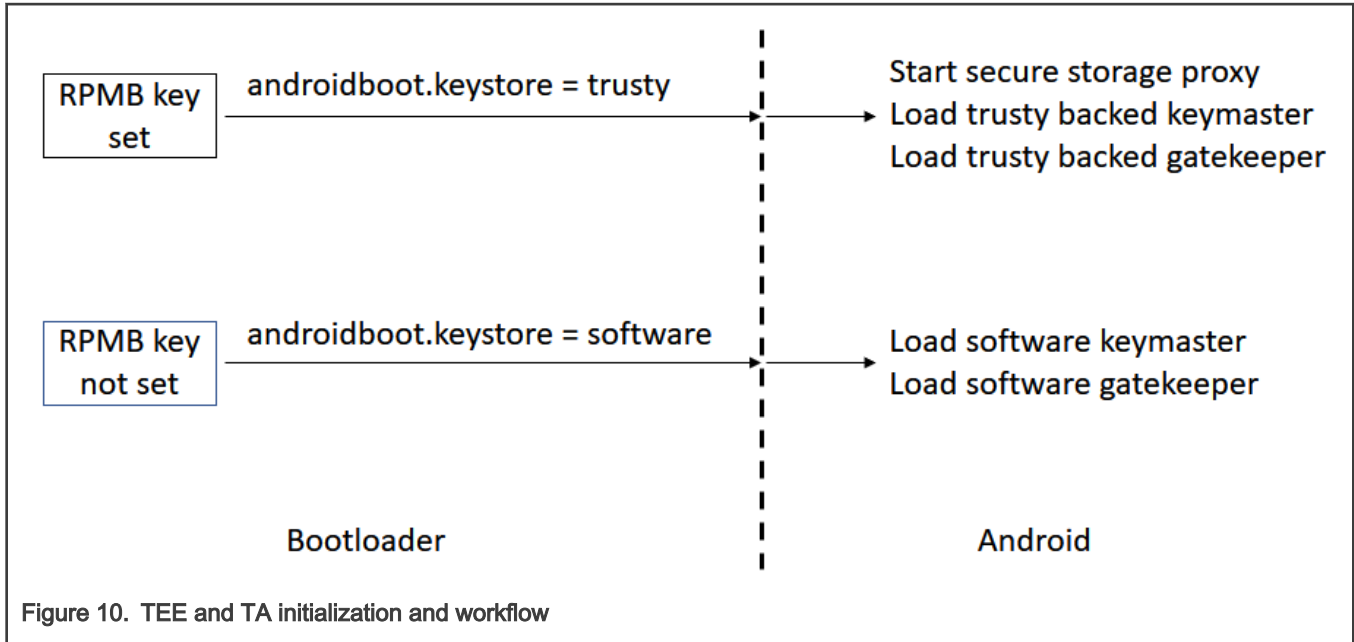 RPMB key
set
androidboot.keystore = trusty
Start secure storage proxy
Load trusty backed keymaster
Load trusty backed gatekeeper
RPMB key
not set
androidboot.keystore = software
Load software keymaster
Load software gatekeeper
Bootloader
Android
Figure 10. TEE and TA initialization and workflow